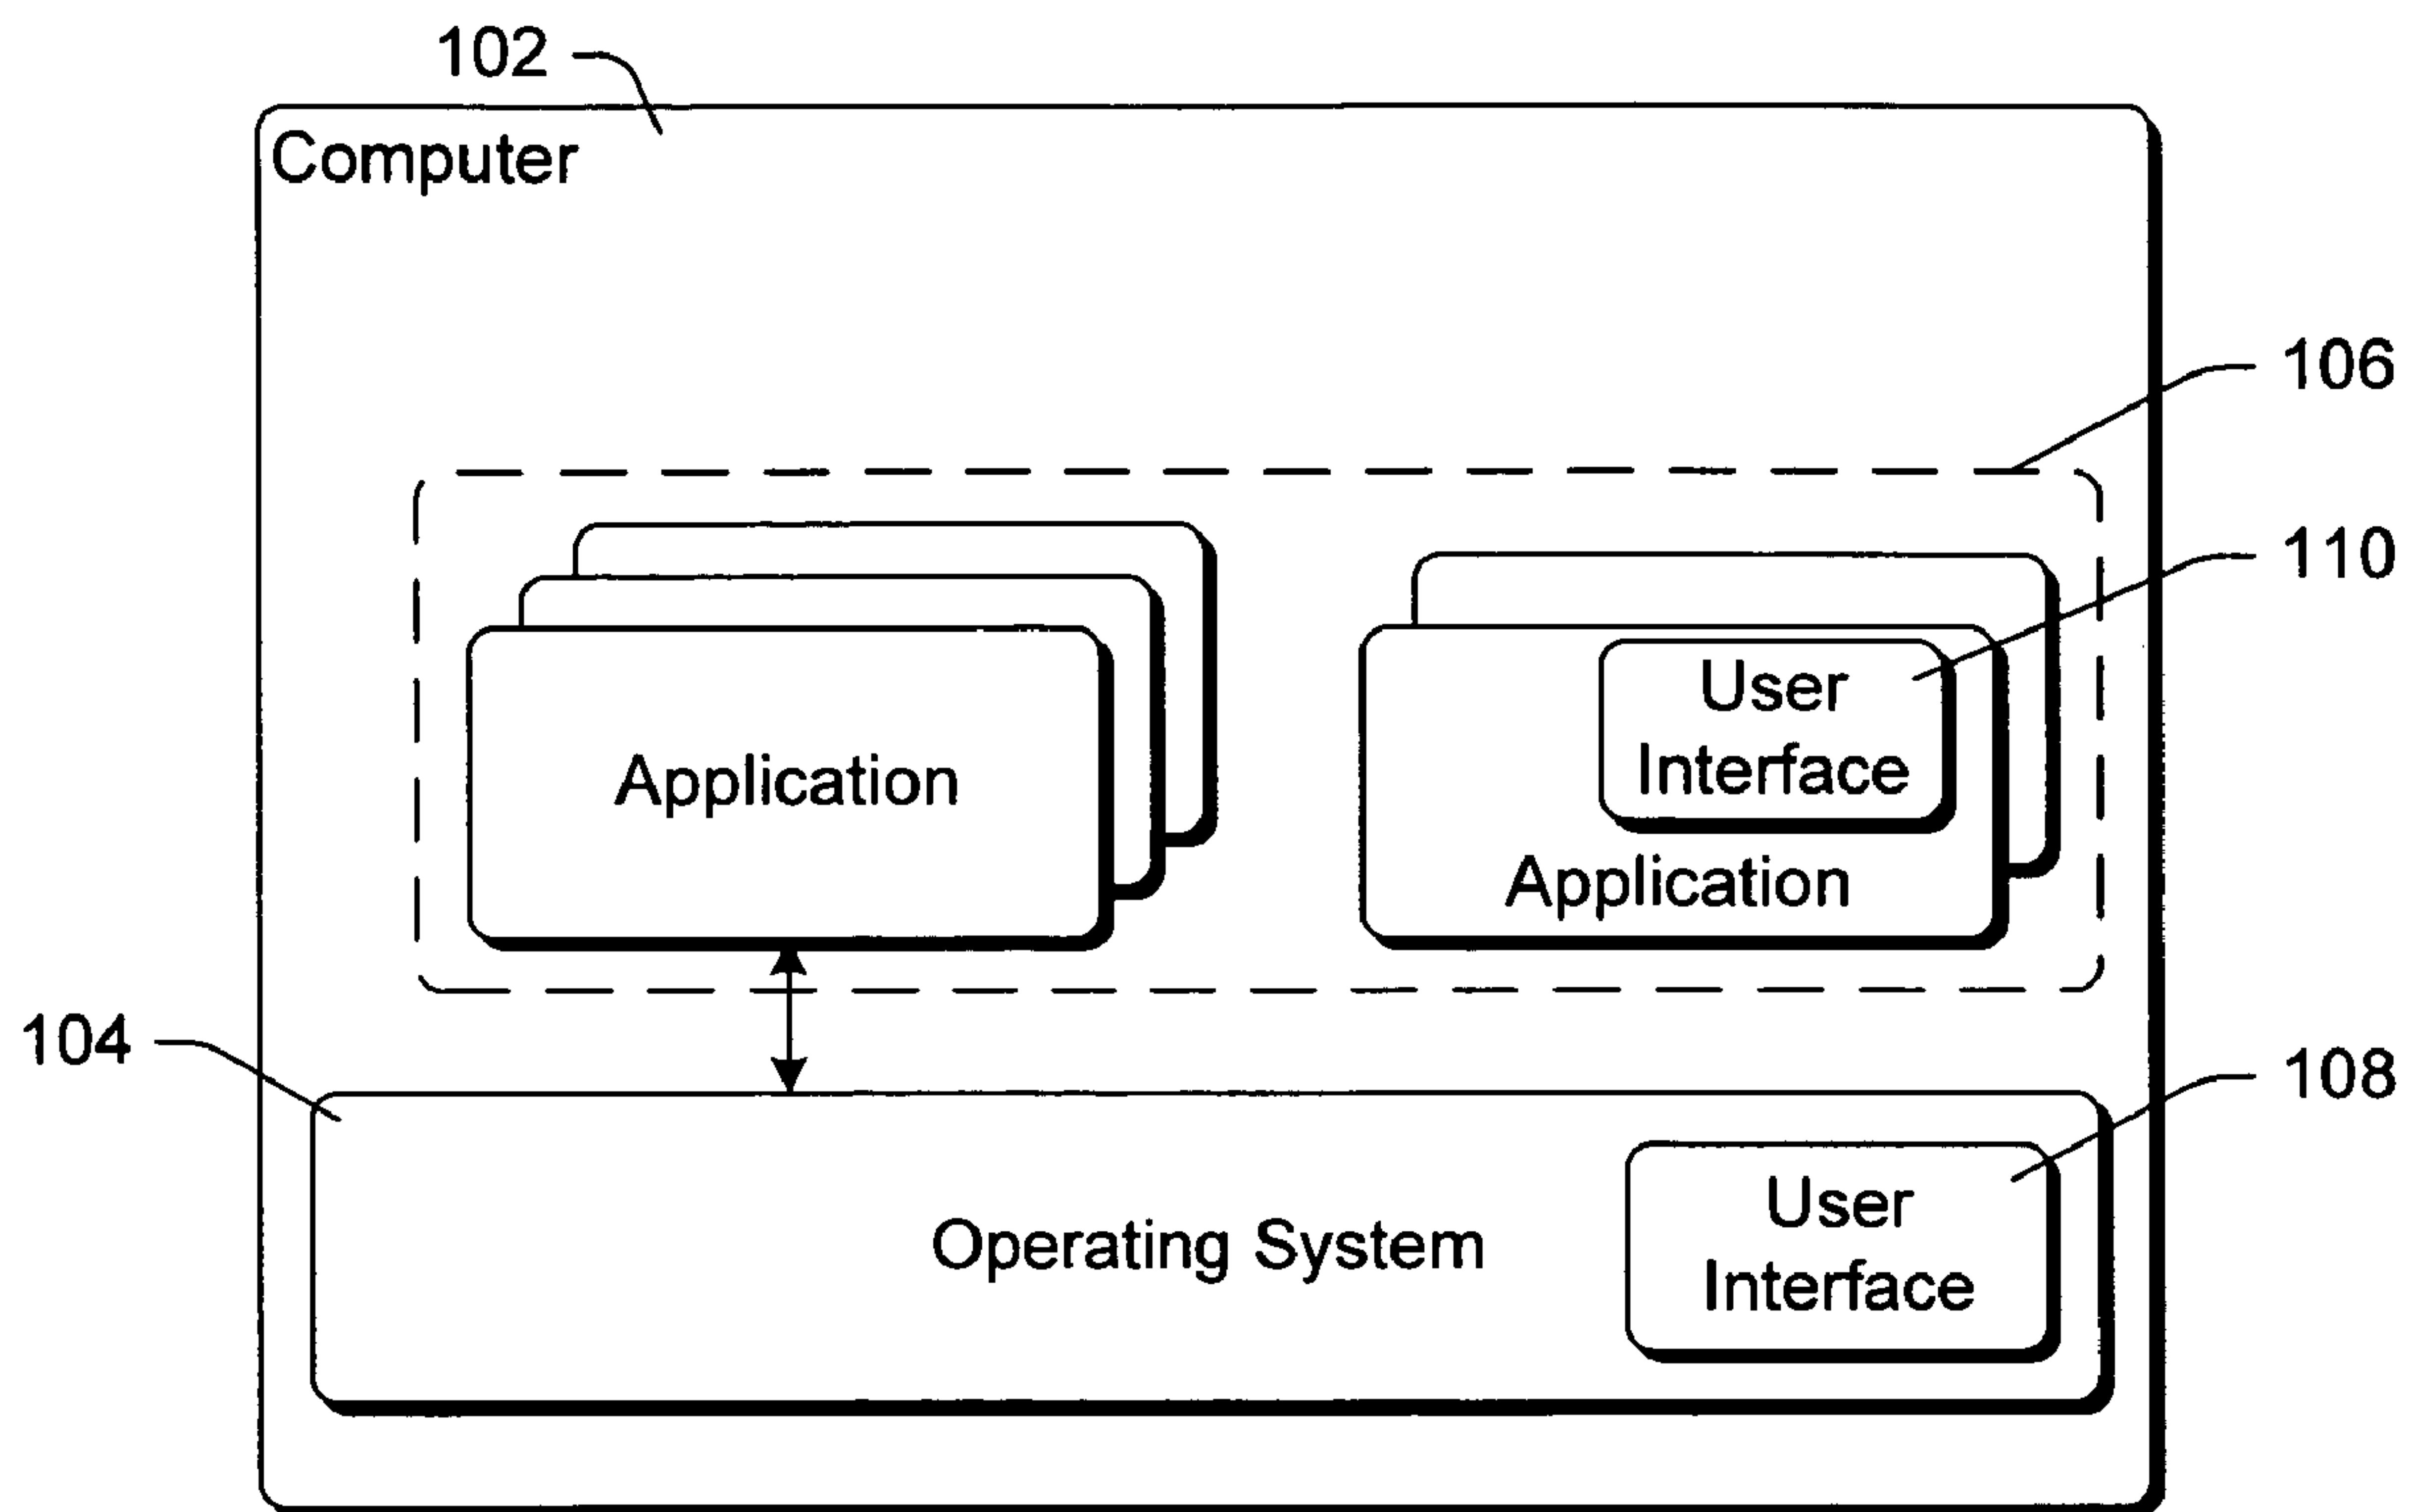 102
Computer
106
110
User
Interface
Application
Application
104
108
User
Interface
Operating System